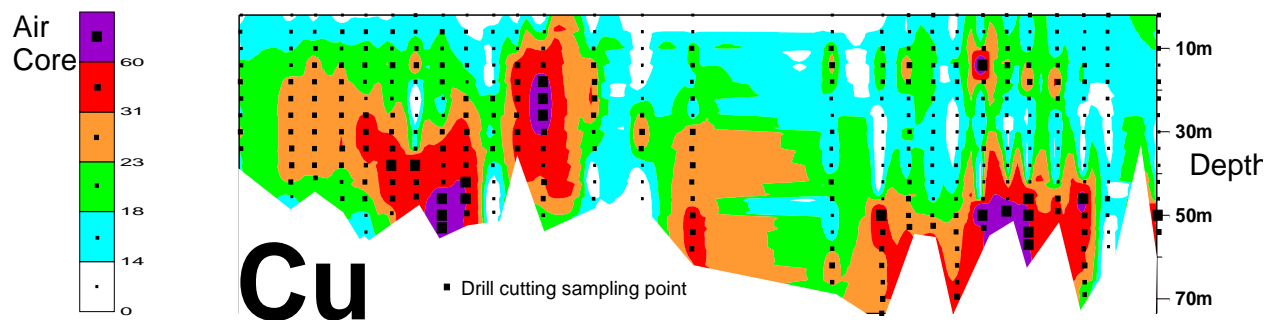 Air
Core
60
31
23
18
14
0
10m
30m
Depth
50m
70m
Cu
Drill cutting sampling point